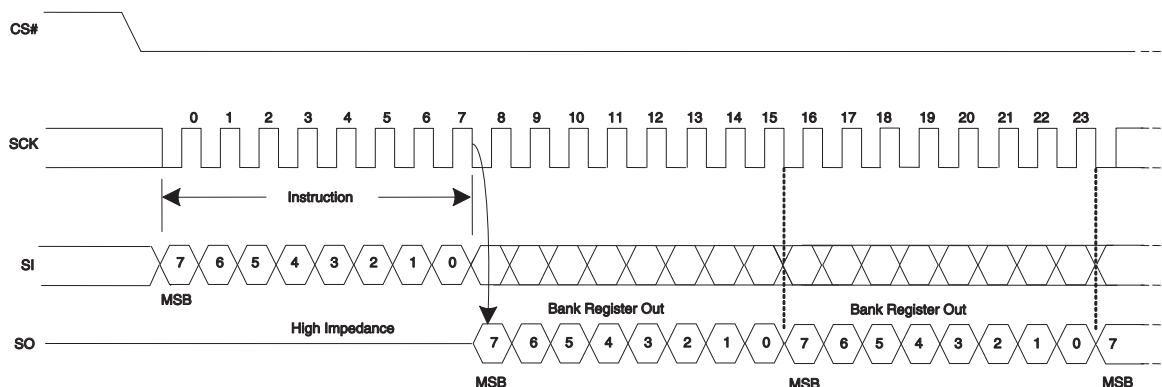 CS#
0 1 2 3 4 5 6 7 8 9 10 11 12 13 14 15 16 17 18 19 20 21 22 23
SCK
Instruction
SI 7 6 5 4 3 2 1 0
MSB
Bank Register Out Bank Register Out
High Impedance
SO 7 6 5 4 3 2 1 0 7 6 5 4 3 2 1 0 7
MSB MSB MSB